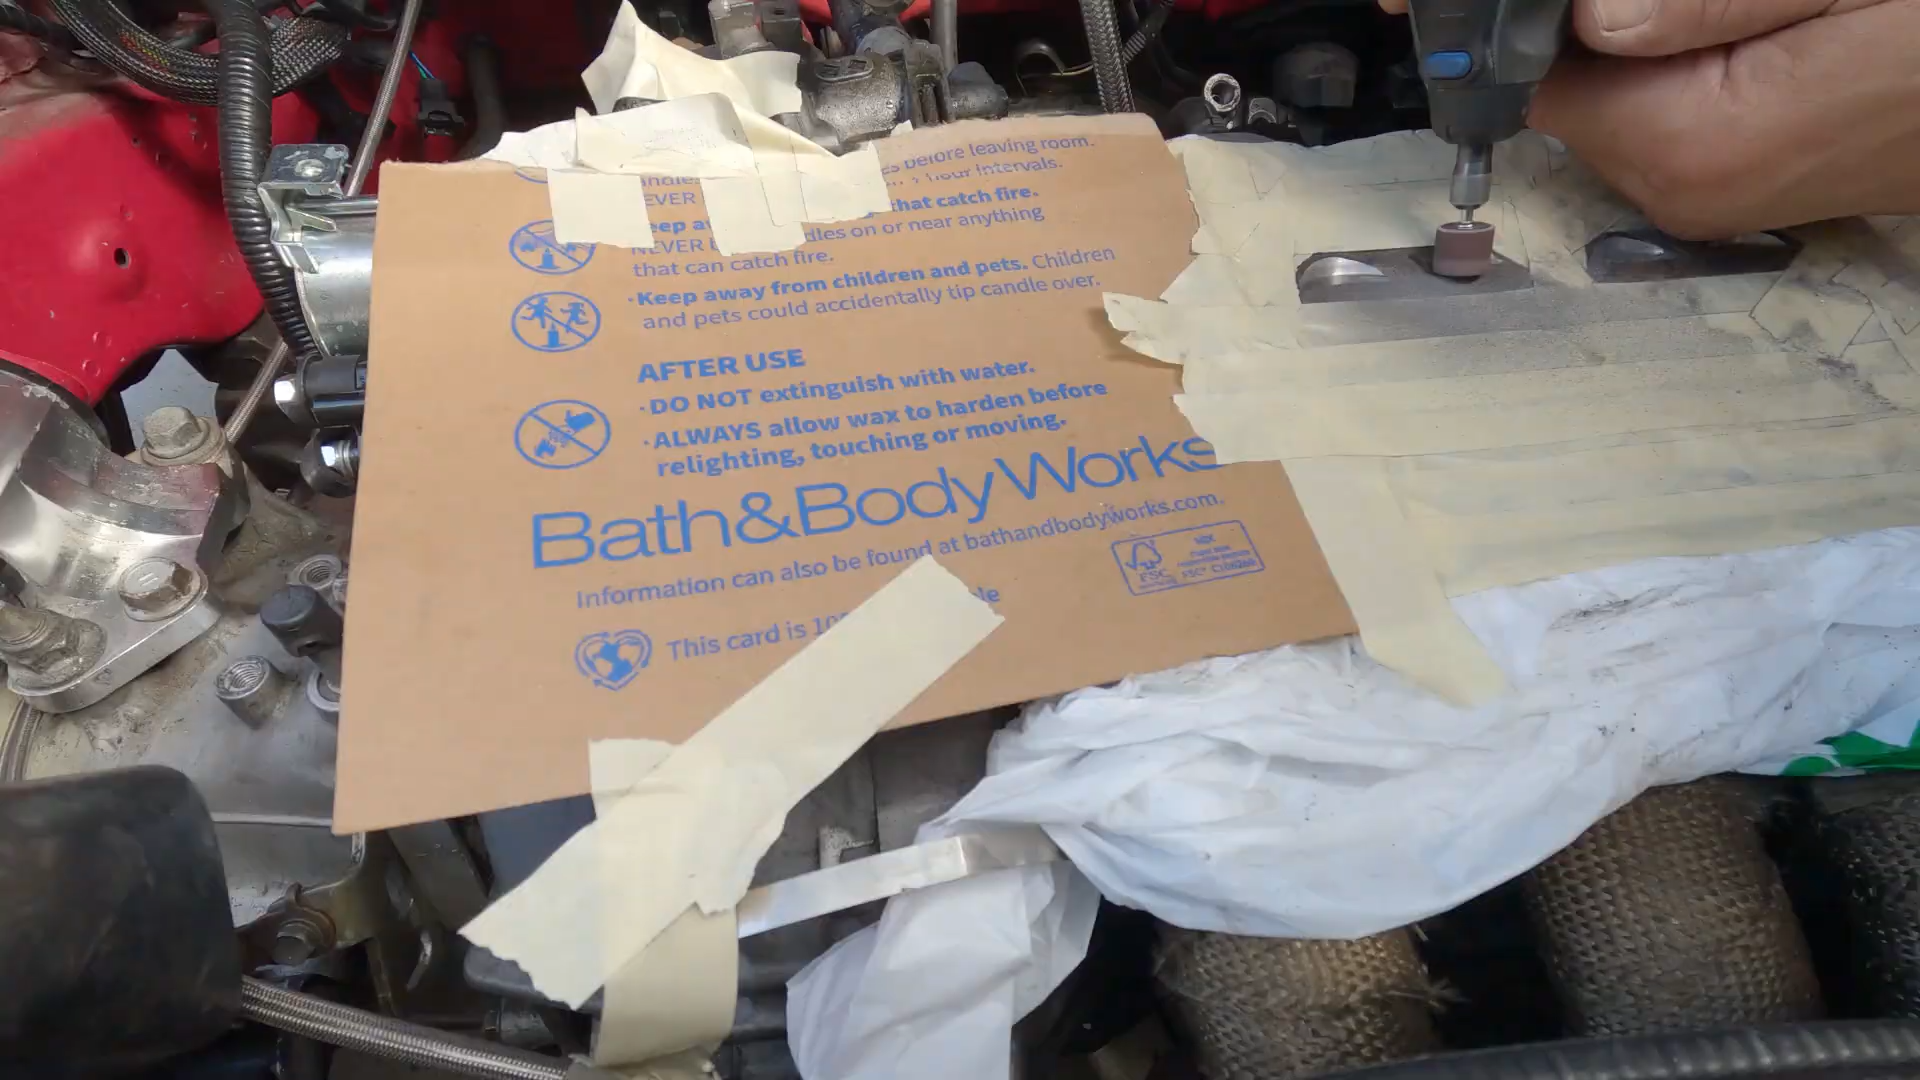 before leaving room.
hour intervals.
EVER
that catch fire.
NEVER
on or near anything
that can catch fire.
·Keep away from children and pets. Children
and pets could accidentally tip candle over.
AFTER USE
·DO NOT extinguish with water.
·ALWAYS allow wax to harden before
relighting, touching or moving.
Bath&BodyWorks
Information can also be found at bathandbodyworks.com.
FSC
This card is